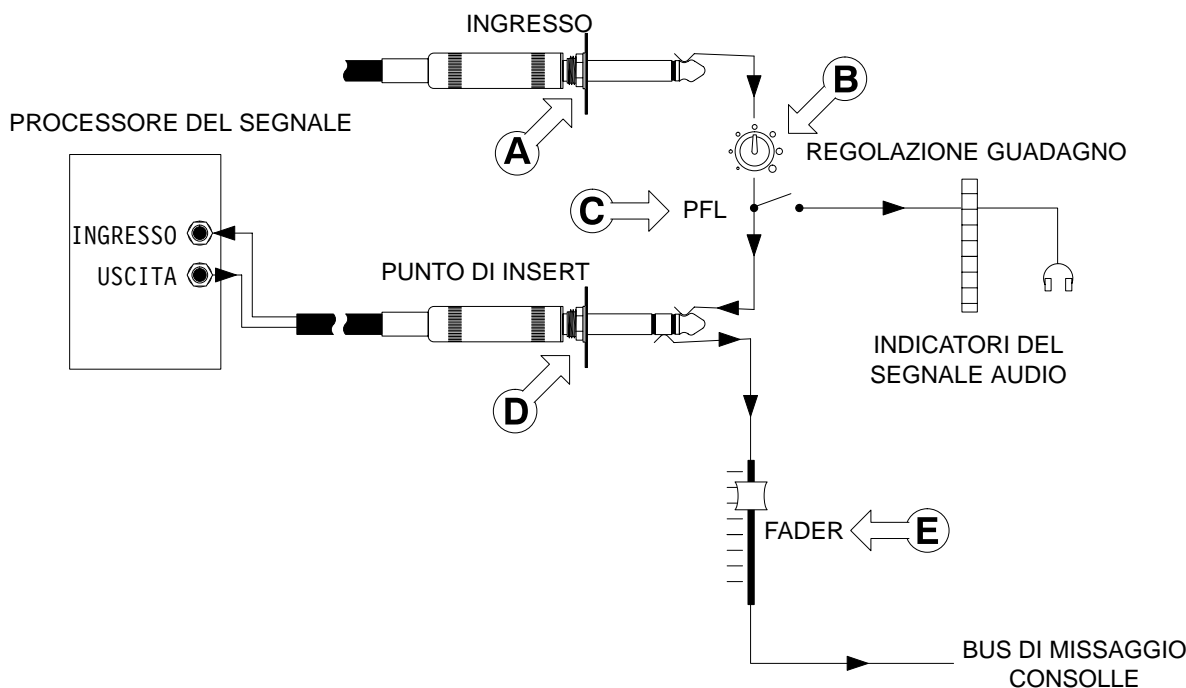 INGRESSO
B
PROCESSORE DEL SEGNALE
A
REGOLAZIONE GUADAGNO
C
PFL
INGRESSO
USCITA
PUNTO DI INSERT
INDICATORI DEL
SEGNALE AUDIO
D
FADER
E
BUS DI MISSAGGIO
CONSOLLE